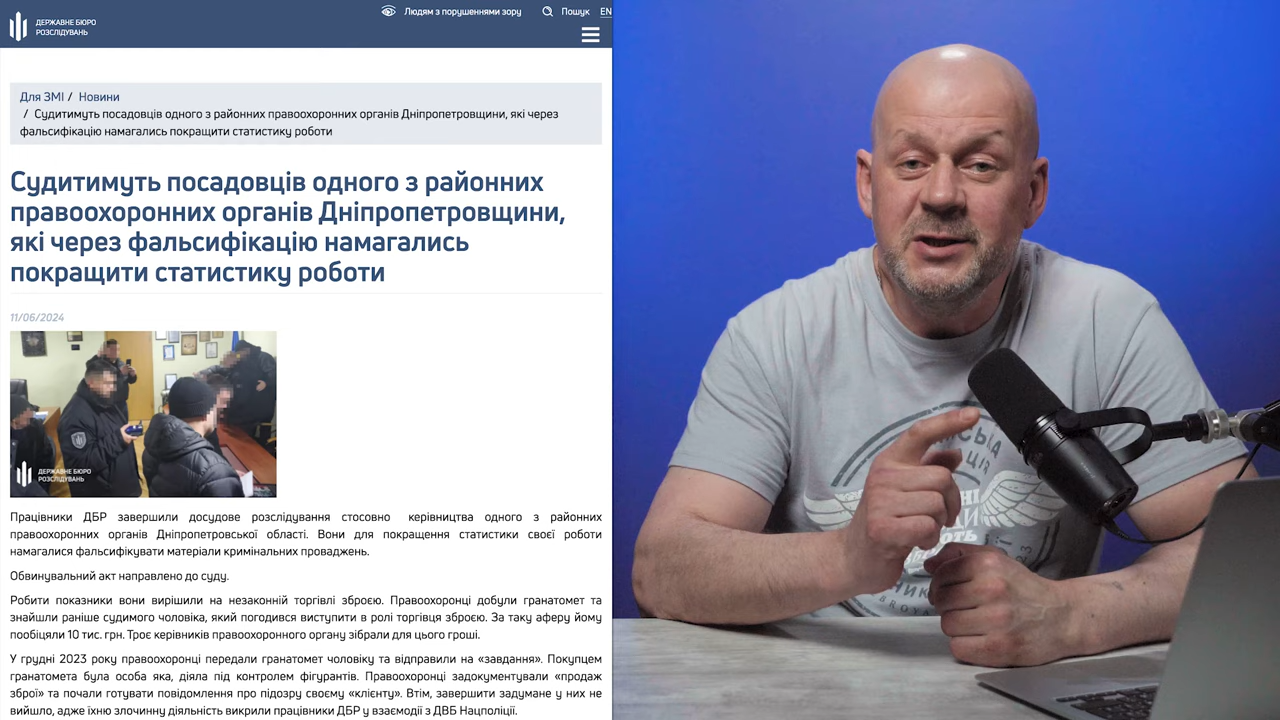 ДЕРЖАВНЕ БЮРО
РОЗСЛІДУВАНЬ
Людям з порушеннями зору
Пошук
EN
Для ЗМІ / Новини
/ Судитимуть посадовців одного з районних правоохоронних органів Дніпропетровщини, які через
фальсифікацію намагались покращити статистику роботи
Судитимуть посадовців одного з районних
правоохоронних органів Дніпропетровщини,
які через фальсифікацію намагались
покращити статистику роботи
11/06/2024
ДЕРЖАВНЕ БЮРО
РОЗСЛІДУВАНЬ
Працівники ДБР завершили досудове розслідування стосовно керівництва одного з районних
правоохоронних органів Дніпропетровської області. Вони для покращення статистики своєї роботи
намагалися фальсифікувати матеріали кримінальних проваджень.
Обвинувальний акт направлено до суду.
Робити показники вони вирішили на незаконній торгівлі зброєю. Правоохоронці добули гранатомет та
знайшли раніше судимого чоловіка, який погодився виступити в ролі торгівця зброєю. За таку аферу йому
пообіцяли 10 тис. грн. Троє керівників правоохоронного органу зібрали для цього гроші.
У грудні 2023 року правоохоронці передали гранатомет чоловіку та відправили на «завдання». Покупцем
гранатомета була особа яка, діяла під контролем фігурантів. Правоохоронці задокументували «продаж
зброї» та почали готувати повідомлення про підозру своєму «клієнту». Втім, завершити задумане у них не
вийшло, адже їхню злочинну діяльність викрили працівники ДБР у взаємодії з ДВБ Нацполіції.